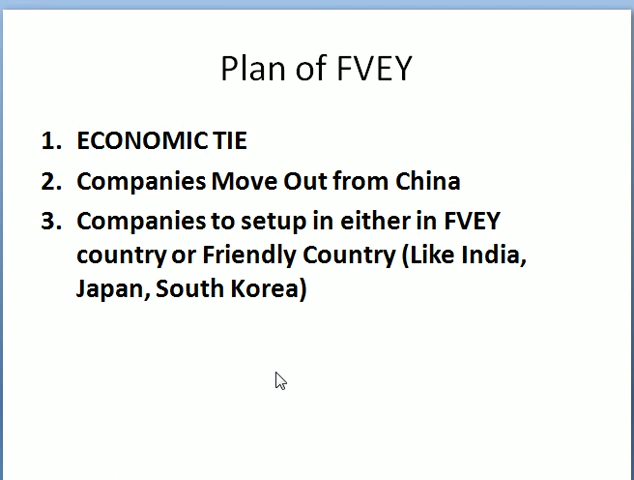 Plan of FVEY
1. ECONOMIC TIE
2. Companies Move Out from China
3. Companies to setup in either in FVEY
country or Friendly Country (Like India,
Japan, South Korea)